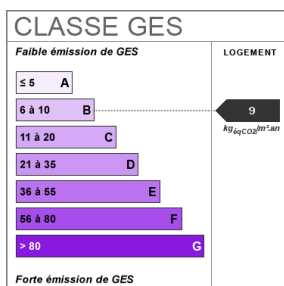 CLASSE GES
Faible émission de GES
LOGEMENT
≤ 5 A
6 à 10 B
9
kgéqCO2/m².an
11 à 20 C
21 à 35 D
36 à 55 E
56 à 80 F
> 80 G
Forte émission de GES